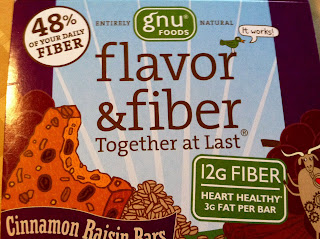 48%
OF YOUR DAILY
FIBER
ENTIRELY gnu NATURAL
FOODS
It works!
flavor
& fiber
Together at Last®
12G FIBER
HEART HEALTHY*
3G FAT PER BAR
Cinnamon Raisin Bars